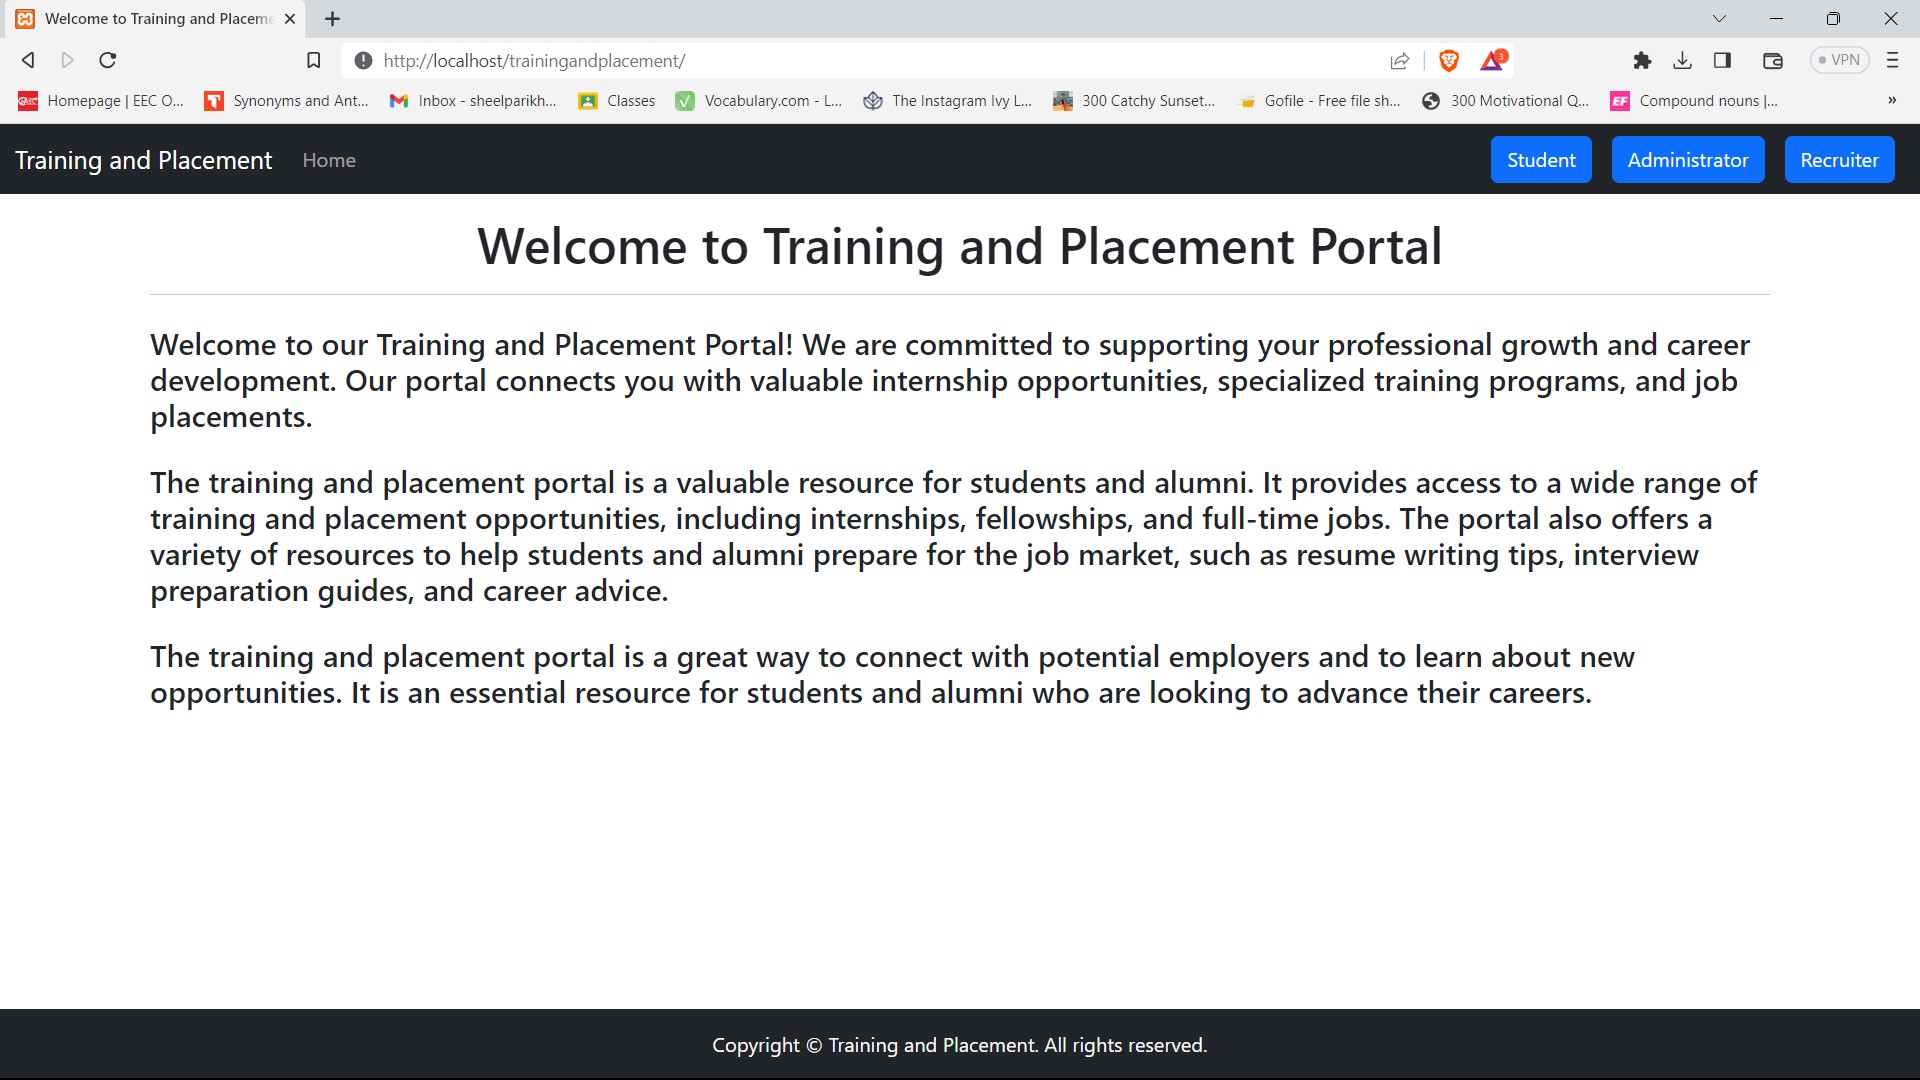 Welcome to Training and Placeme
http://localhost/trainingandplacement/
3
VPN
Homepage | EEC O...
Synonyms and Ant...
Inbox - sheelparikh...
Classes
Vocabulary.com - L...
The Instagram Ivy L...
300 Catchy Sunset...
Gofile - Free file sh...
300 Motivational Q...
EF
Compound nouns |...
»
Training and Placement
Home
Student
Administrator
Recruiter
Welcome to Training and Placement Portal
Welcome to our Training and Placement Portal! We are committed to supporting your professional growth and career
development. Our portal connects you with valuable internship opportunities, specialized training programs, and job
placements.
The training and placement portal is a valuable resource for students and alumni. It provides access to a wide range of
training and placement opportunities, including internships, fellowships, and full-time jobs. The portal also offers a
variety of resources to help students and alumni prepare for the job market, such as resume writing tips, interview
preparation guides, and career advice.
The training and placement portal is a great way to connect with potential employers and to learn about new
opportunities. It is an essential resource for students and alumni who are looking to advance their careers.
Copyright © Training and Placement. All rights reserved.